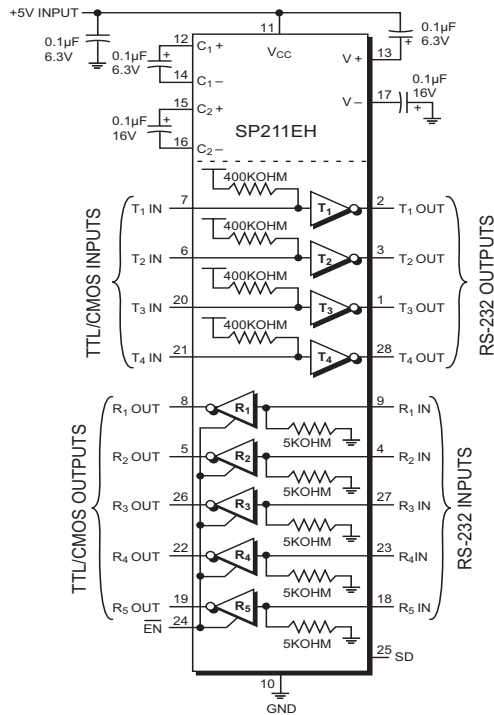 +5V INPUT
0.1µF
6.3V
+
0.1µF
6.3V
+
12
C1 +
14
C1 –
11
VCC
0.1µF
6.3V
+
13
V +
0.1µF
16V
+
15
C2 +
16
C2 –
V –
17
0.1µF
16V
+
SP211EH
400KOHM
T1 IN
7
T1
2
T1 OUT
400KOHM
T2 IN
6
T2
3
T2 OUT
400KOHM
T3 IN
20
T3
1
T3 OUT
400KOHM
T4 IN
21
T4
28
T4 OUT
TTL/CMOS INPUTS
RS-232 OUTPUTS
R1 OUT
8
R1
9
R1 IN
5KOHM
R2 OUT
5
R2
4
R2 IN
5KOHM
R3 OUT
26
R3
27
R3 IN
5KOHM
R4 OUT
22
R4
23
R4IN
5KOHM
R5 OUT
19
R5
18
R5 IN
5KOHM
TTL/CMOS OUTPUTS
RS-232 INPUTS
EN
24
25
SD
10
GND